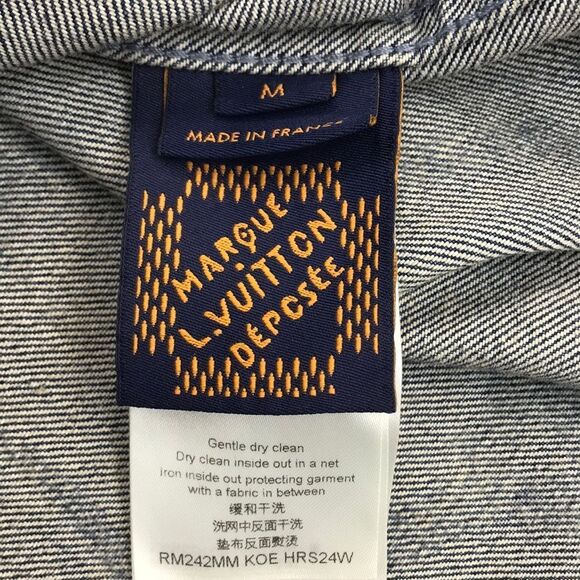 M
MADE IN FRANCE
MARQUE
L.VUITTON
DÉPOSÉE
Gentle dry clean
Dry clean inside out in a net
iron inside out protecting garment
with a fabric in between
缓和干洗
洗网中反面干洗
垫布反面熨烫
RM242MM KOE HRS24W